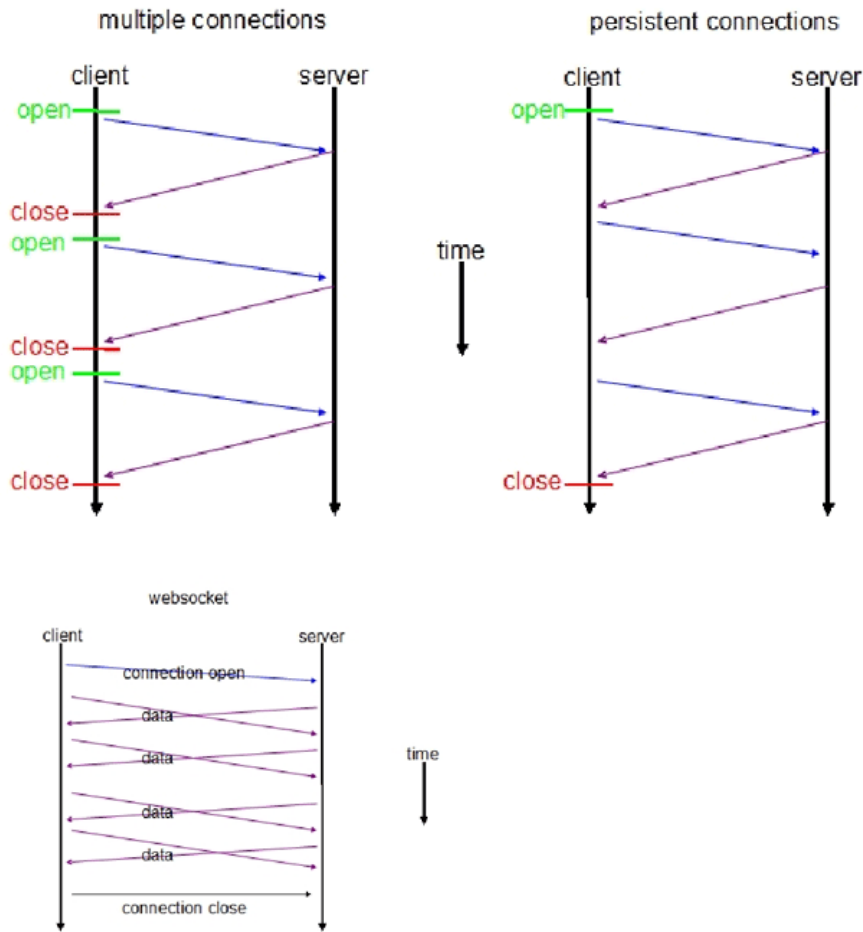 multiple connections
client
server
open
close
open
close
open
close
time
persistent connections
client
server
open
close
websocket
client
server
connection open
data
data
data
data
connection close
time